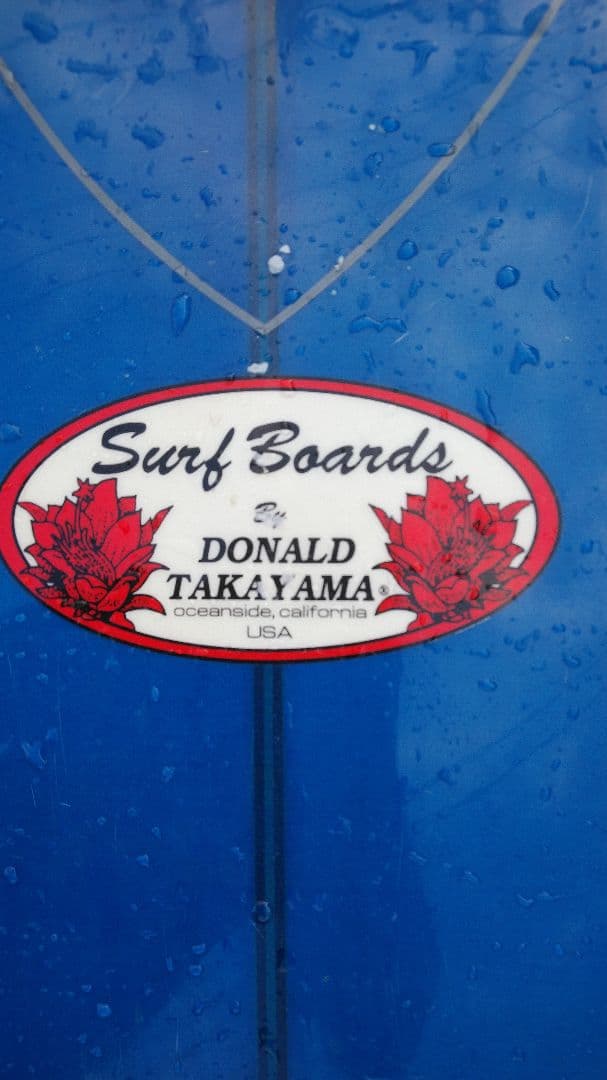 Surf Boards
By
DONALD
TAKAYAMA®
oceanside, california
USA